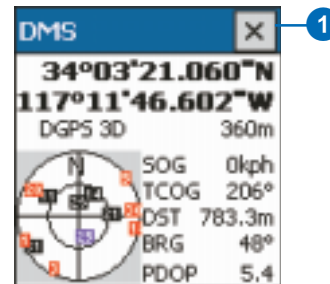 DMS
1
34°03'21.060"N
117°11'46.602"W
DGPS 3D 360m
N
SOG 0kph
TCOG 206°
DST 783.3m
BRG 48°
PDOP 5.4